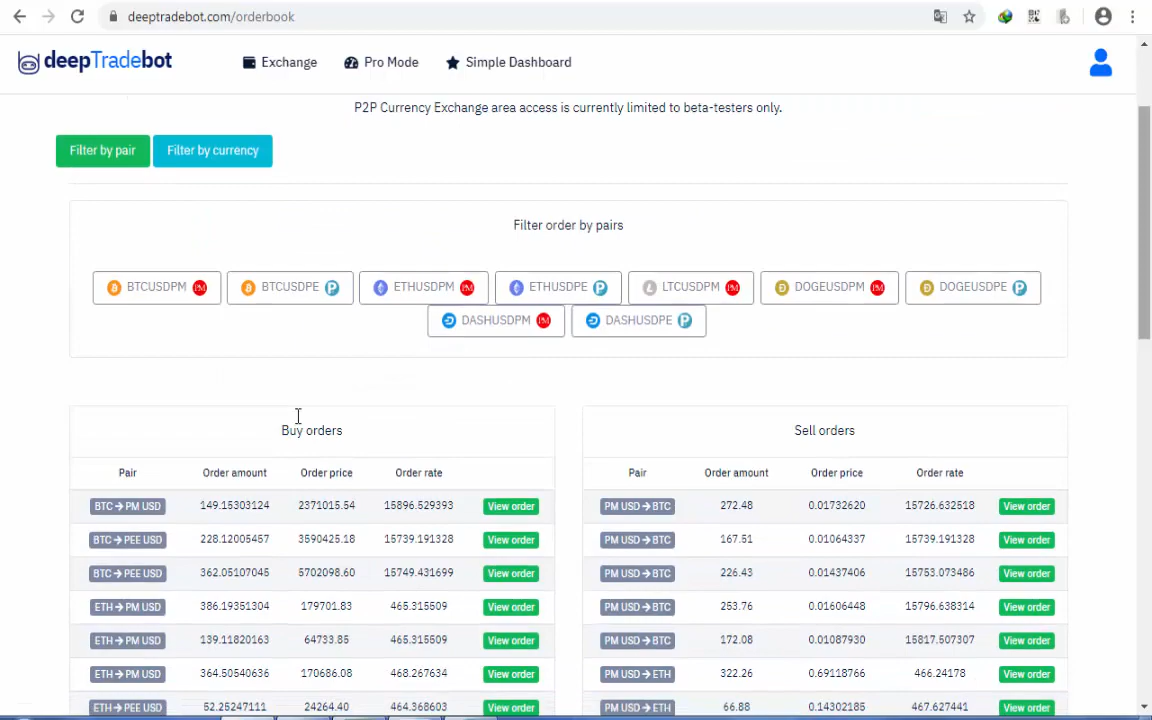 deeptradebot.com/orderbook
deepTradebot Exchange Pro Mode Simple Dashboard
P2P Currency Exchange area access is currently limited to beta-testers only.
Filter by pair Filter by currency
Filter order by pairs
BTCUSDPM PM BTCUSDPE P ETHUSDPM PM ETHUSDPE P LTCUSDPM PM DOGEUSDPM PM DOGEUSDPE P
DASHUSDPM PM DASHUSDPE P
Buy orders
Pair Order amount Order price Order rate
BTC→PM USD 149.15303124 2371015.54 15896.529393 View order
BTC→PEE USD 228.12005457 3590425.18 15739.191328 View order
BTC→PEE USD 362.05107045 5702098.60 15749.431699 View order
ETH→PM USD 386.19351304 179701.83 465.315509 View order
ETH→PM USD 139.11820163 64733.85 465.315509 View order
ETH→PM USD 364.50540636 170686.08 468.267634 View order
ETH→PEE USD 52.25247111 24264.40 464.368603 View order
Sell orders
Pair Order amount Order price Order rate
PM USD→BTC 272.48 0.01732620 15726.632518 View order
PM USD→BTC 167.51 0.01064337 15739.191328 View order
PM USD→BTC 226.43 0.01437406 15753.073486 View order
PM USD→BTC 253.76 0.01606448 15796.638314 View order
PM USD→BTC 172.08 0.01087930 15817.507307 View order
PM USD→ETH 322.26 0.69118766 466.24178 View order
PM USD→ETH 66.88 0.14302185 467.627441 View order